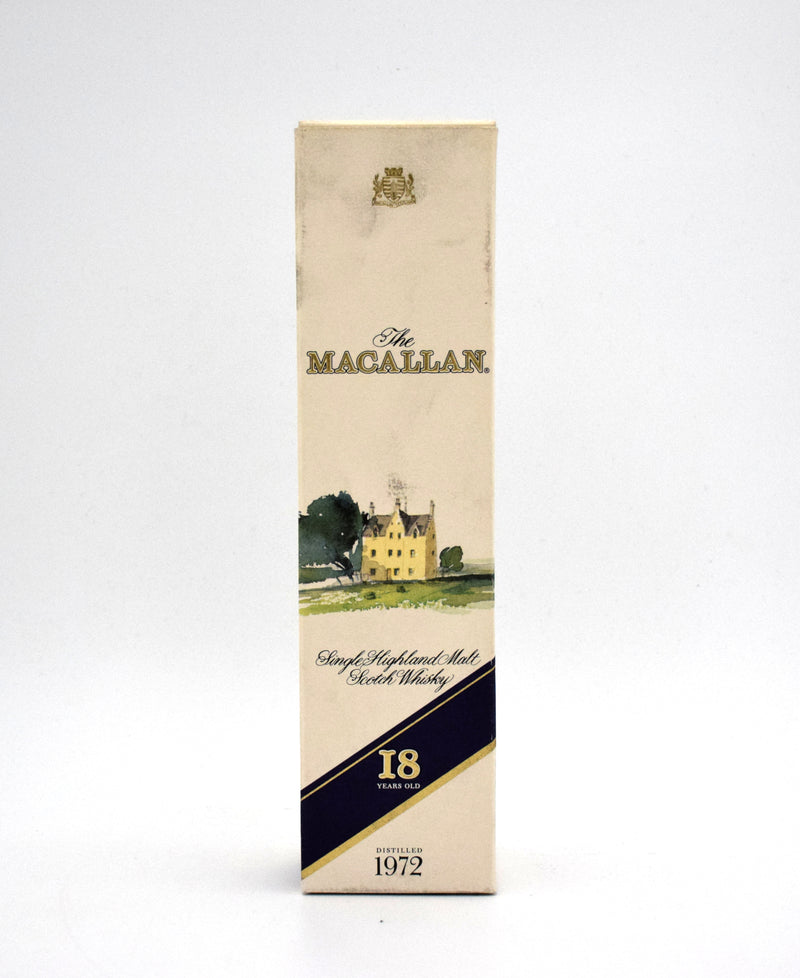 The
MACALLAN®
Single Highland Malt
Scotch Whisky
18
YEARS OLD
DISTILLED
1972